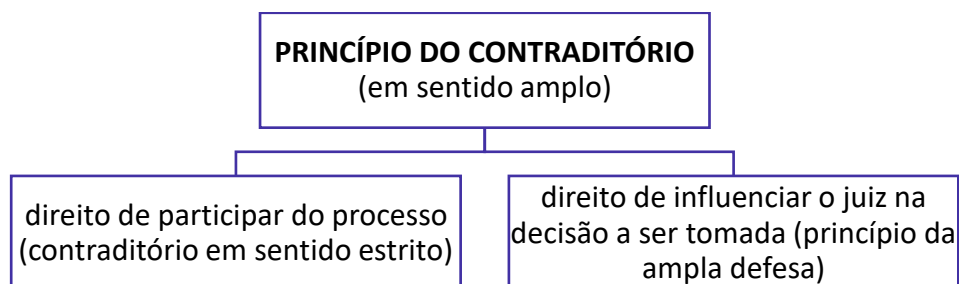 PRINCÍPIO DO CONTRADITÓRIO
(em sentido amplo)
direito de participar do processo
(contraditório em sentido estrito)
direito de influenciar o juiz na
decisão a ser tomada (princípio da
ampla defesa)